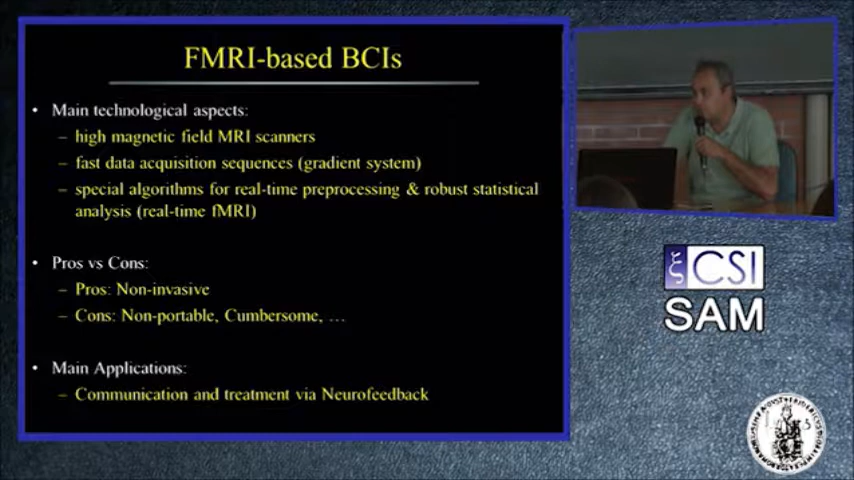 FMRI-based BCIs
• Main technological aspects:
– high magnetic field MRI scanners
– fast data acquisition sequences (gradient system)
– special algorithms for real-time preprocessing & robust statistical
analysis (real-time fMRI)
• Pros vs Cons:
– Pros: Non-invasive
– Cons: Non-portable, Cumbersome, …
• Main Applications:
– Communication and treatment via Neurofeedback
ξ CSI
SAM